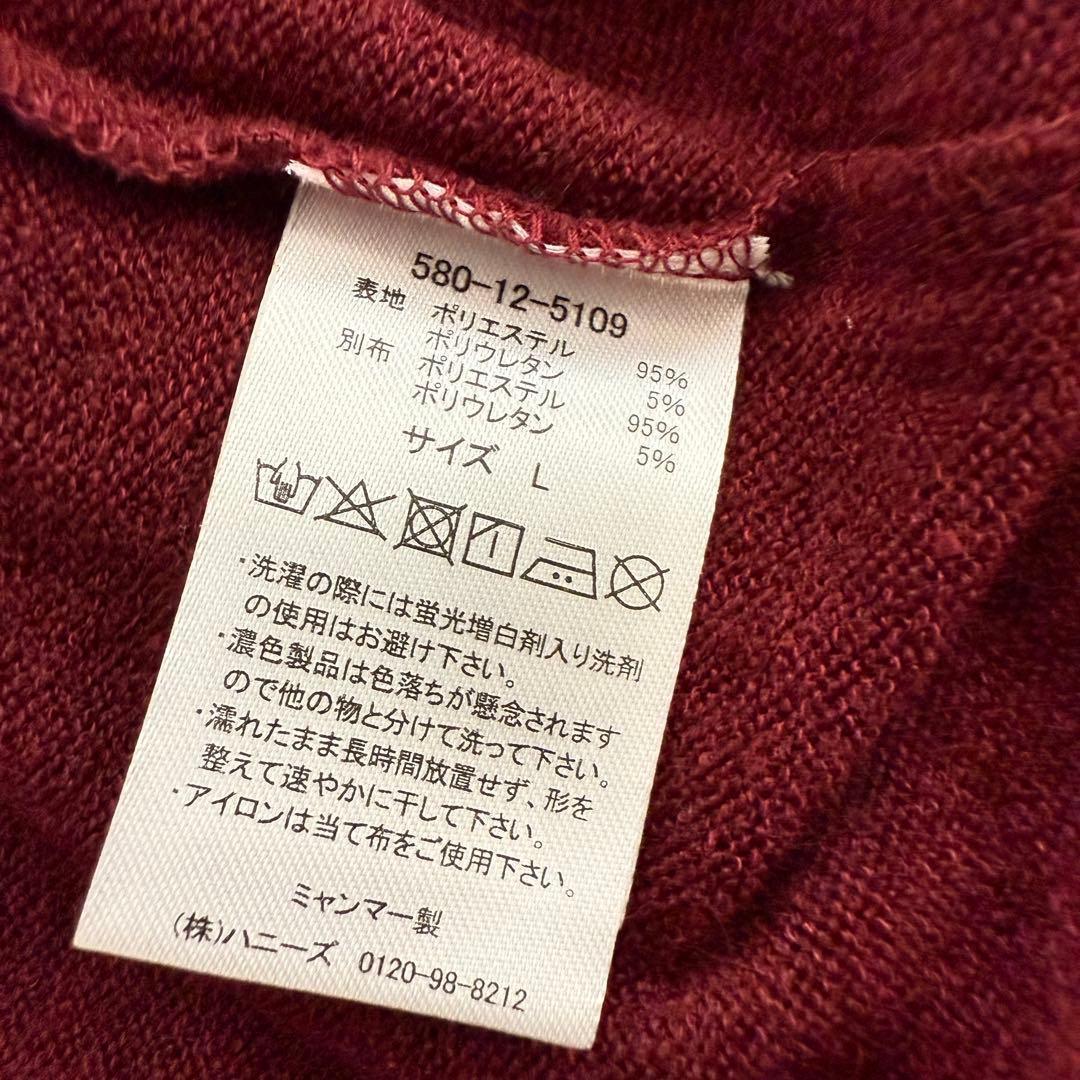 580-12-5109
表地 ポリエステル 95%
ポリウレタン 5%
別布 ポリエステル 95%
ポリウレタン 5%
サイズ L
・洗濯の際には蛍光増白剤入り洗剤
の使用はお避け下さい。
・濃色製品は色落ちが懸念されます
ので他の物と分けて洗って下さい。
・濡れたまま長時間放置せず、形を
整えて速やかに干して下さい。
・アイロンは当て布をご使用下さい。
ミャンマー製
(株)ハニーズ 0120-98-8212